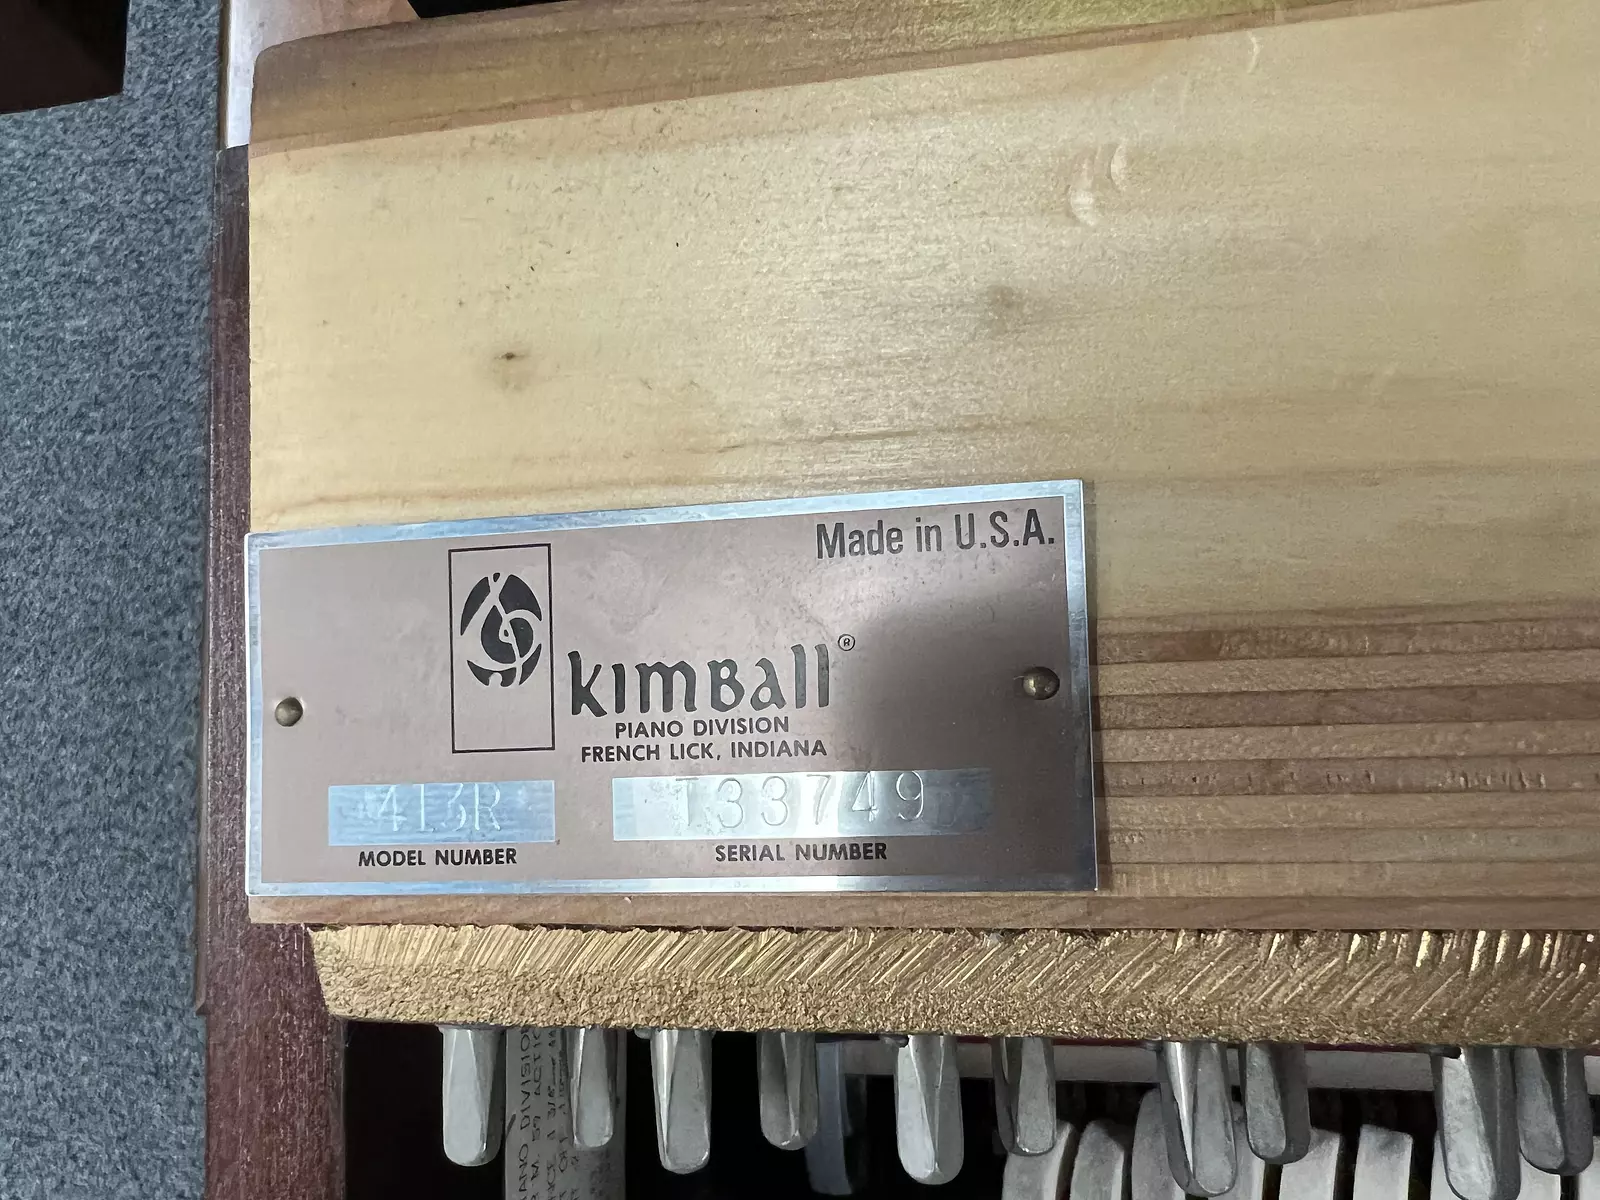 Made in U.S.A.
KIMBALL®
PIANO DIVISION
FRENCH LICK, INDIANA
413R
T33749
MODEL NUMBER
SERIAL NUMBER